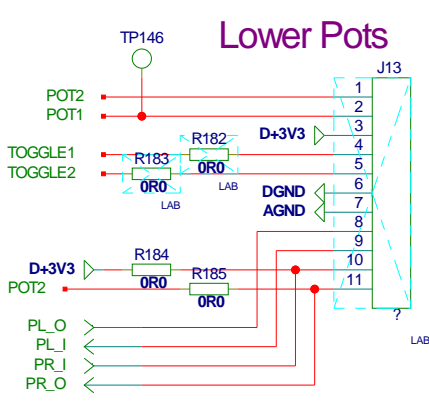 Lower Pots
TP146
J13
POT2
1
POT1
2
D+3V3
3
TOGGLE1
R182
0R0
LAB
4
TOGGLE2
R183
0R0
LAB
5
DGND
6
AGND
7
8
9
D+3V3
R184
0R0
10
POT2
R185
0R0
11
?
LAB
PL_O
PL_I
PR_I
PR_O